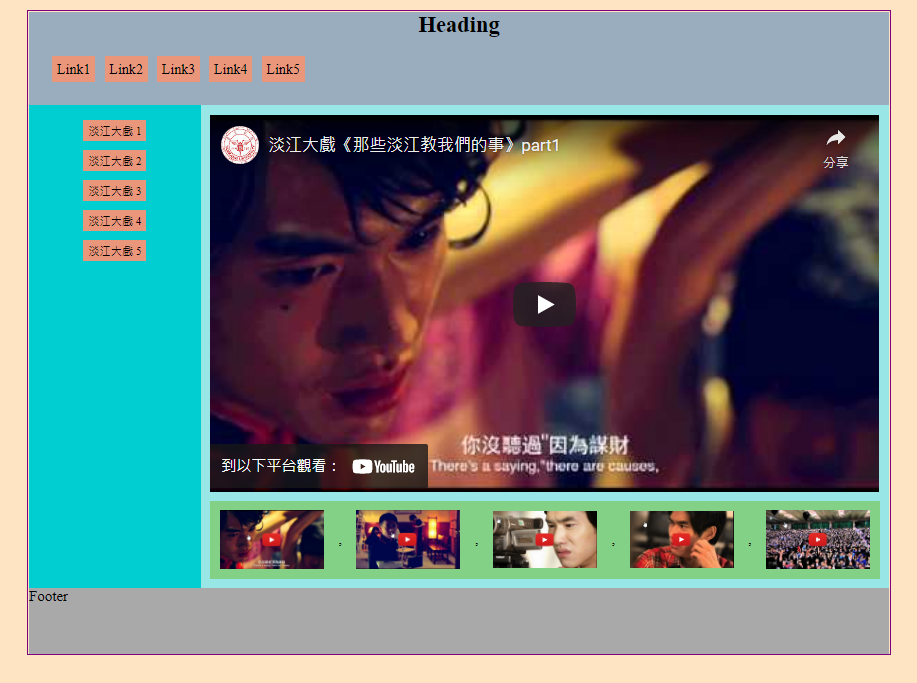 Heading
Link1 Link2 Link3 Link4 Link5
淡江大戲 1
淡江大戲 2
淡江大戲 3
淡江大戲 4
淡江大戲 5
淡江大戲《那些淡江教我們的事》part1
分享
你沒聽過"因為謀財
There's a saying,"there are causes,
到以下平台觀看： YouTube
, , , ,
Footer